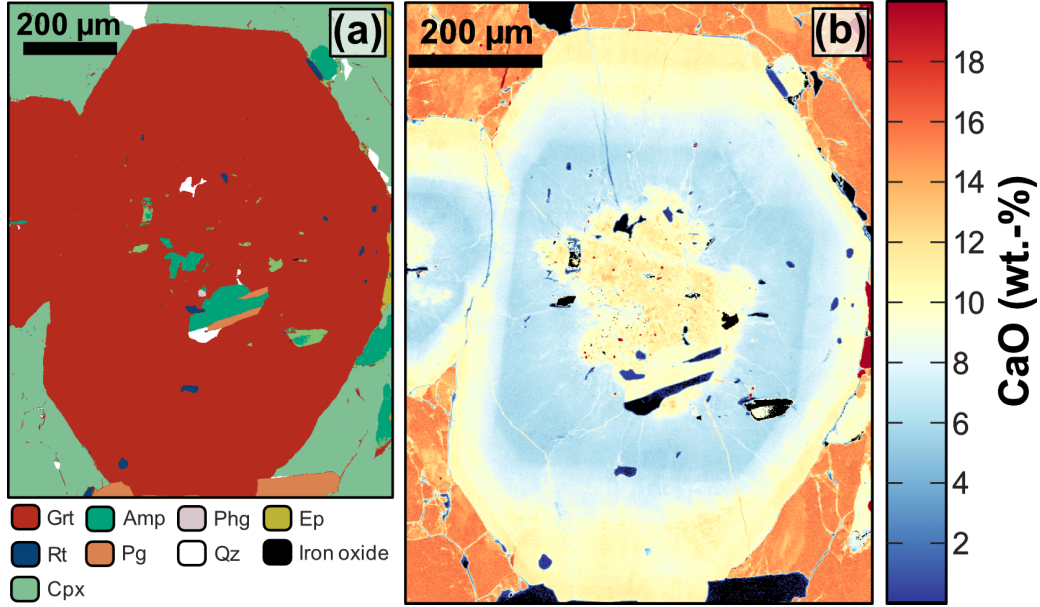 200 µm
(a)
200 µm
(b)
18
16
14
12
10
8
6
4
2
CaO (wt.-%)
Grt Amp Phg Ep
Rt Pg Qz Iron oxide
Cpx